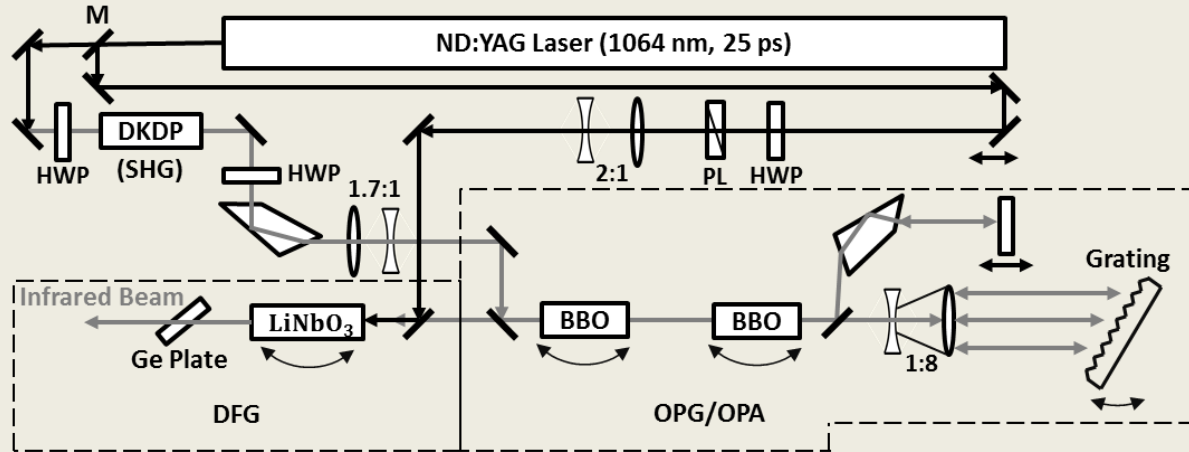 M
ND:YAG Laser (1064 nm, 25 ps)
DKDP
(SHG)
HWP
HWP
1.7:1
2:1
PL
HWP
Grating
Infrared Beam
LiNbO₃
Ge Plate
BBO
BBO
1:8
DFG
OPG/OPA